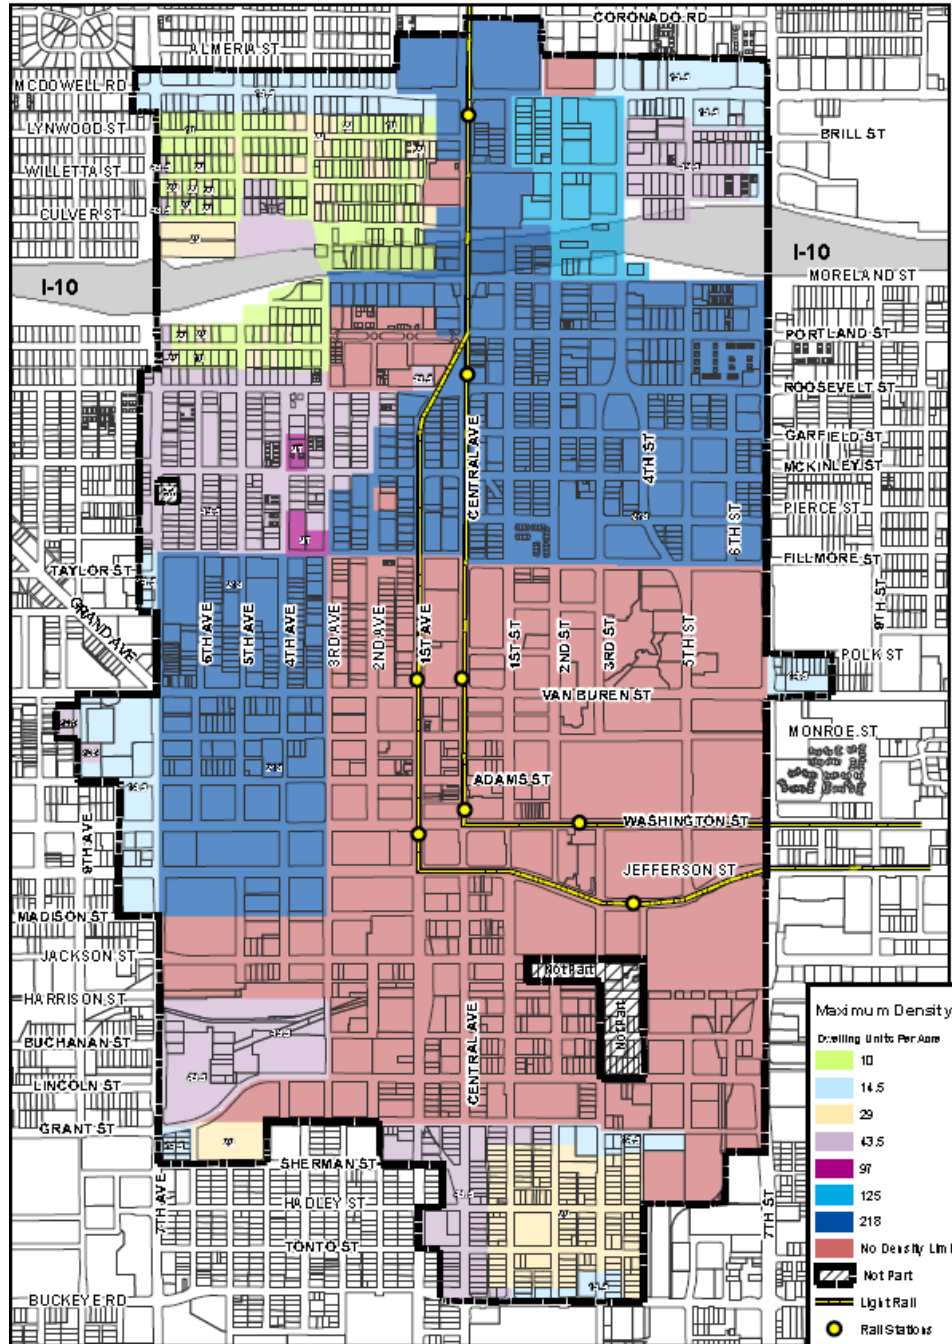 CORONADO RD
ALMERIA ST
MCDOWELL RD
LYNWOOD ST
BRILL ST
WILLETTA ST
CULVER ST
I-10
I-10
MORELAND ST
PORTLAND ST
ROOSEVELT ST
GARFIELD ST
MCKINLEY ST
PIERCE ST
FILLMORE ST
CENTRAL AVE
4TH ST
6TH ST
TAYLOR ST
GRAND AVE
9TH ST
6TH AVE
5TH AVE
4TH AVE
3RD AVE
2ND AVE
1ST AVE
1ST ST
2ND ST
3RD ST
5TH ST
POLK ST
VAN BUREN ST
MONROE ST
ADAMS ST
WASHINGTON ST
9TH AVE
JEFFERSON ST
MADISON ST
JACKSON ST
Not Part
Not Part
HARRISON ST
BUCHANAN ST
LINCOLN ST
GRANT ST
CENTRAL AVE
SHERMAN ST
HADLEY ST
TONTO ST
7TH AVE
7TH ST
BUCKEYE RD
Maximum Density
Dwelling Units Per Acre
10
14.5
29
43.5
97
125
218
No Density Limi
Not Part
Light Rail
Rail Stations